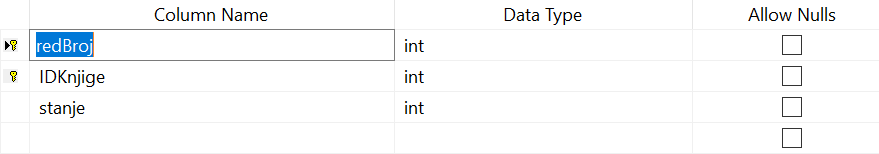 Column Name Data Type Allow Nulls
redBroj int
IDKnjige int
stanje int